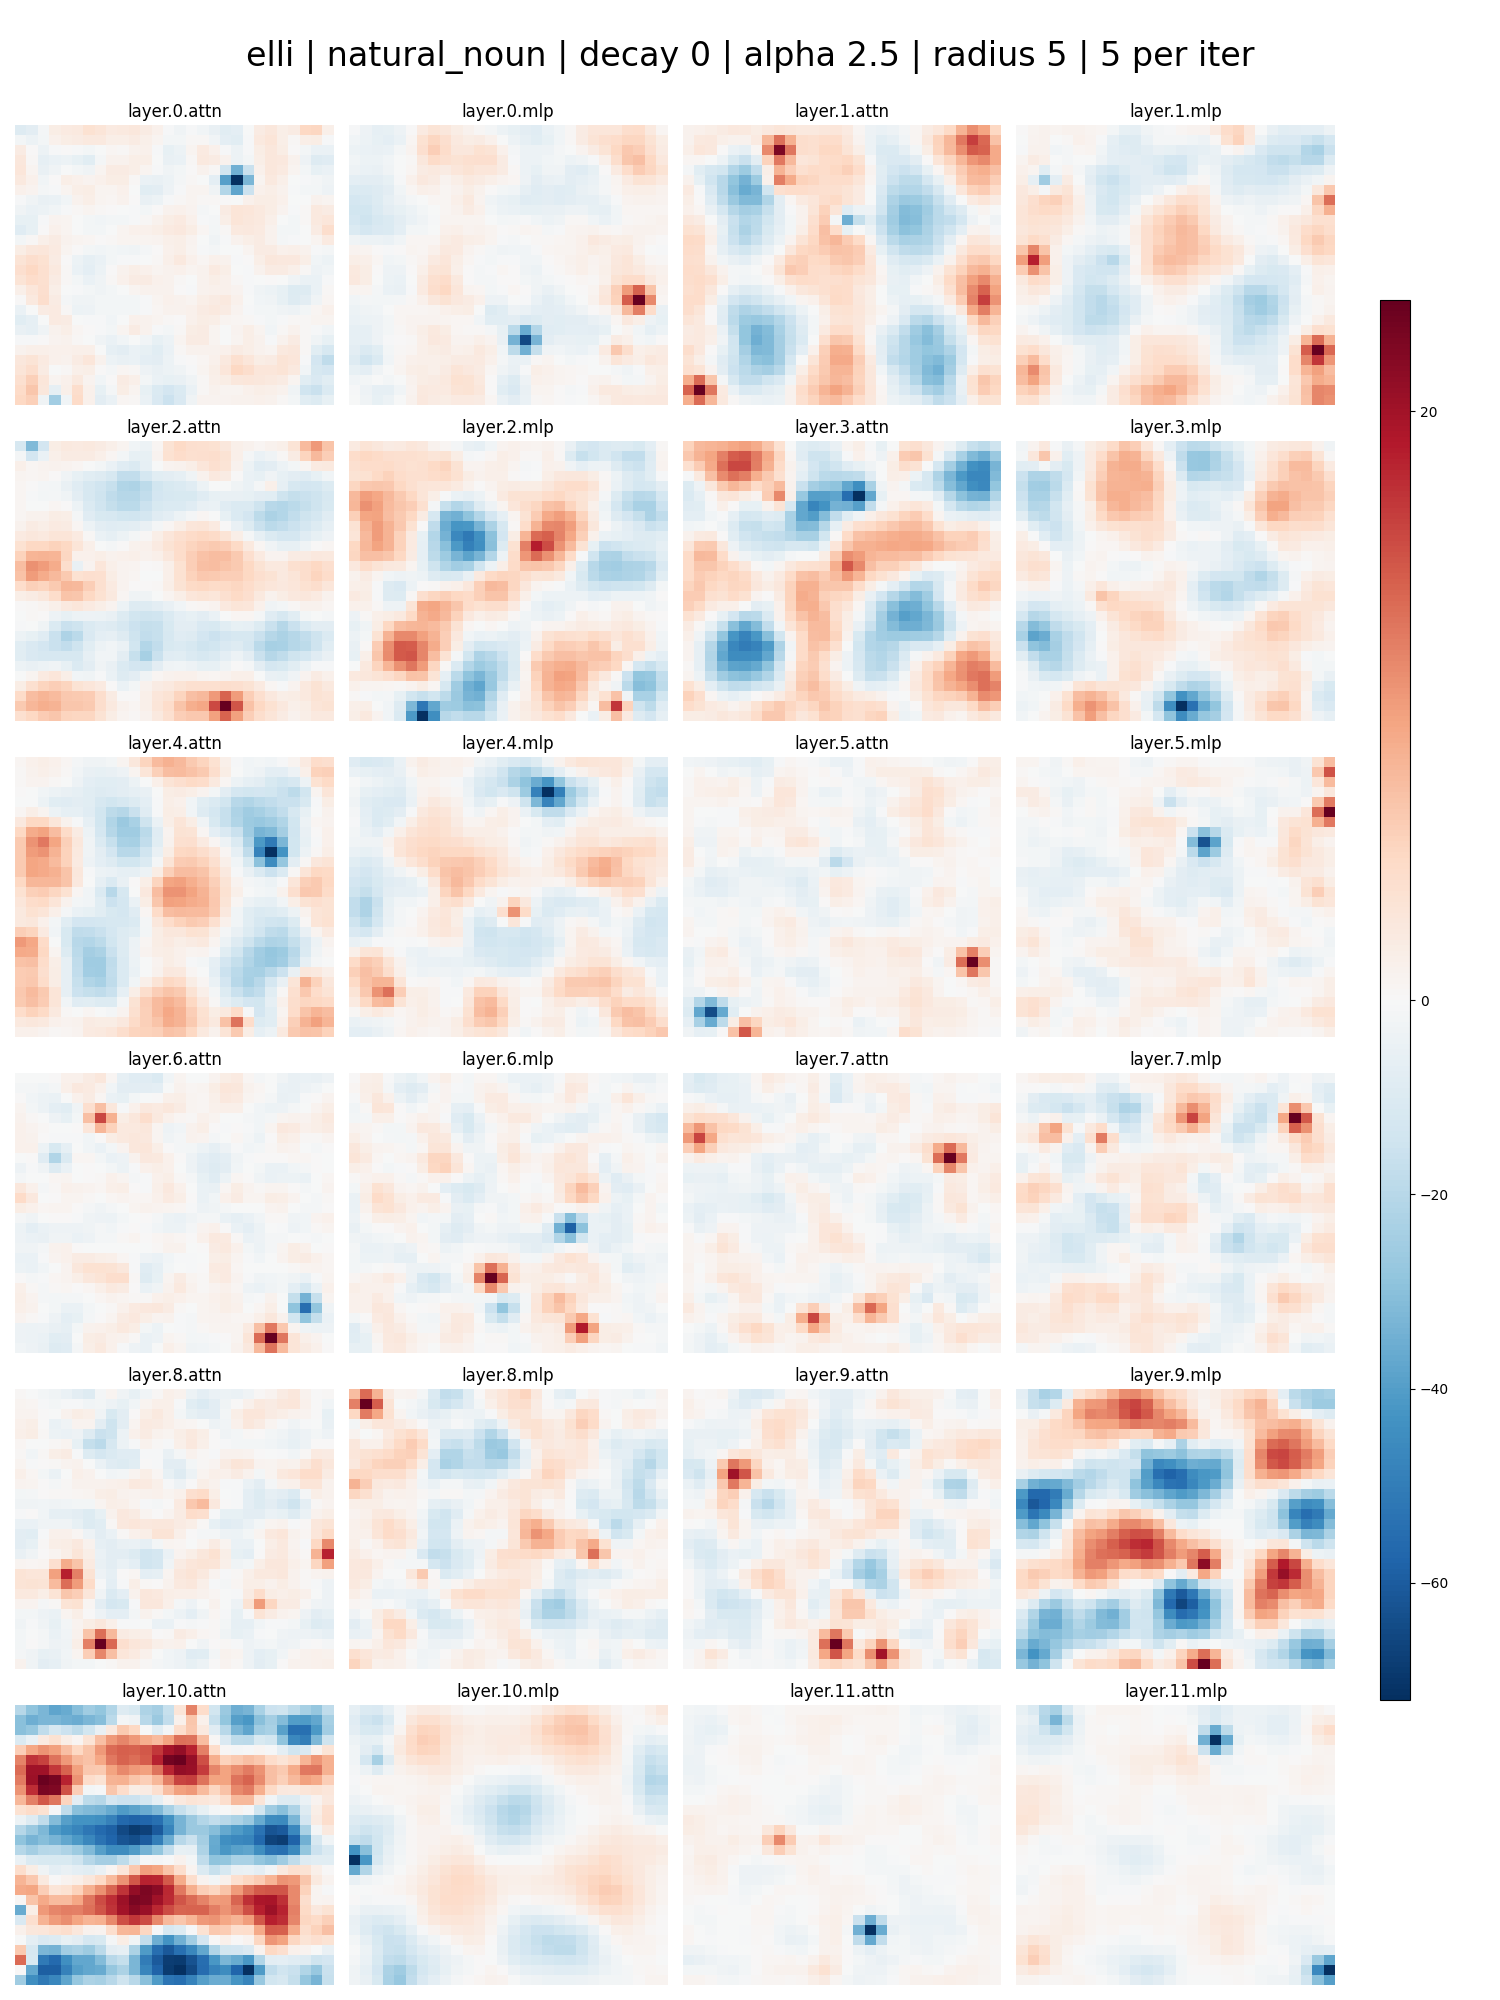 elli | natural_noun | decay 0 | alpha 2.5 | radius 5 | 5 per iter
layer.0.attn
layer.0.mlp
layer.1.attn
layer.1.mlp
layer.2.attn
layer.2.mlp
layer.3.attn
layer.3.mlp
layer.4.attn
layer.4.mlp
layer.5.attn
layer.5.mlp
layer.6.attn
layer.6.mlp
layer.7.attn
layer.7.mlp
layer.8.attn
layer.8.mlp
layer.9.attn
layer.9.mlp
layer.10.attn
layer.10.mlp
layer.11.attn
layer.11.mlp
20
0
−20
−40
−60